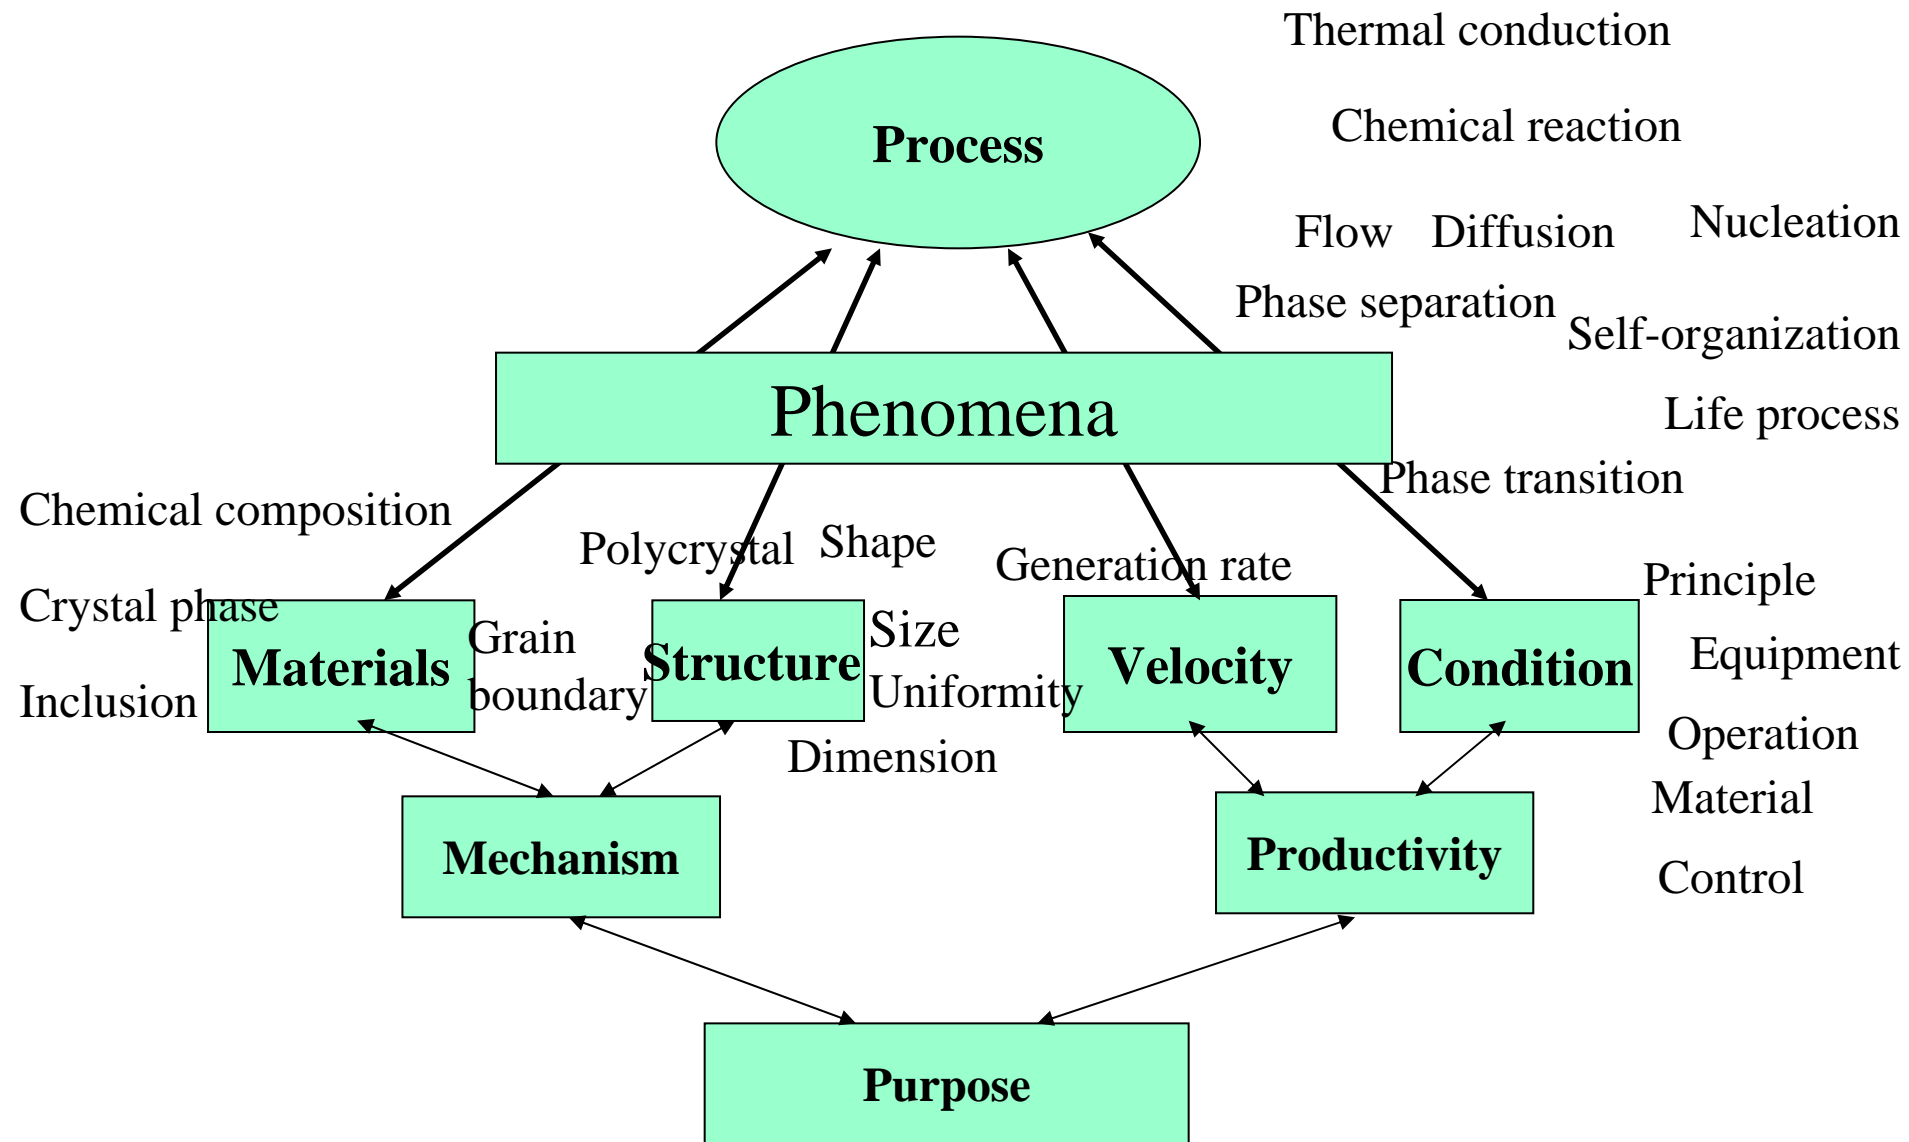 Thermal conduction
Process
Chemical reaction
Flow
Diffusion
Nucleation
Phase separation
Self-organization
Phenomena
Life process
Phase transition
Chemical composition
Polycrystal
Shape
Generation rate
Principle
Crystal phase
Materials
Grain
boundary
Structure
Size
Uniformity
Velocity
Condition
Equipment
Inclusion
Operation
Dimension
Material
Mechanism
Productivity
Control
Purpose